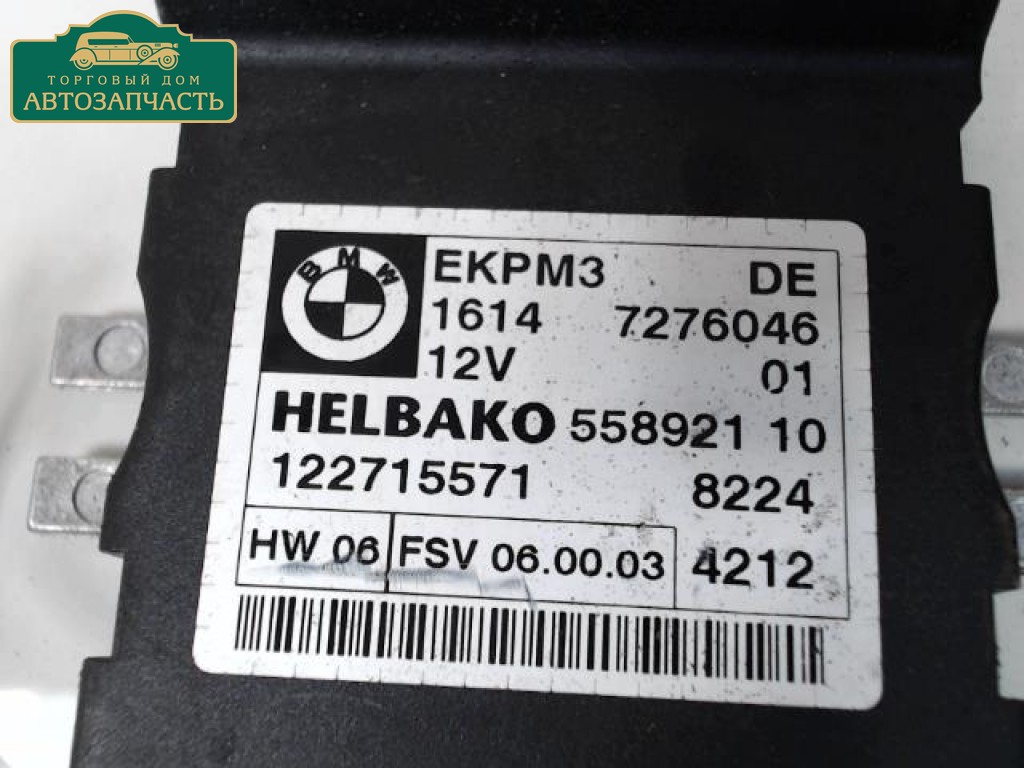 ТОРГОВЫЙ ДОМ
АВТОЗАПЧАСТЬ
BMW
EKPM3 DE
1614 7276046
12V 01
HELBAKO 558921 10
122715571 8224
HW 06 FSV 06.00.03 4212